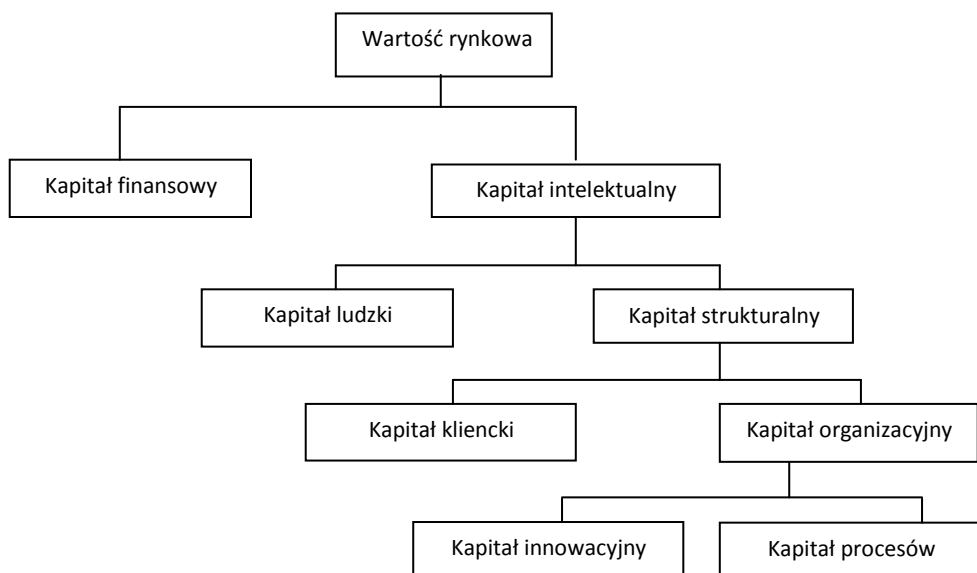 Wartość rynkowa
Kapitał finansowy
Kapitał intelektualny
Kapitał ludzki
Kapitał strukturalny
Kapitał kliencki
Kapitał organizacyjny
Kapitał innowacyjny
Kapitał procesów